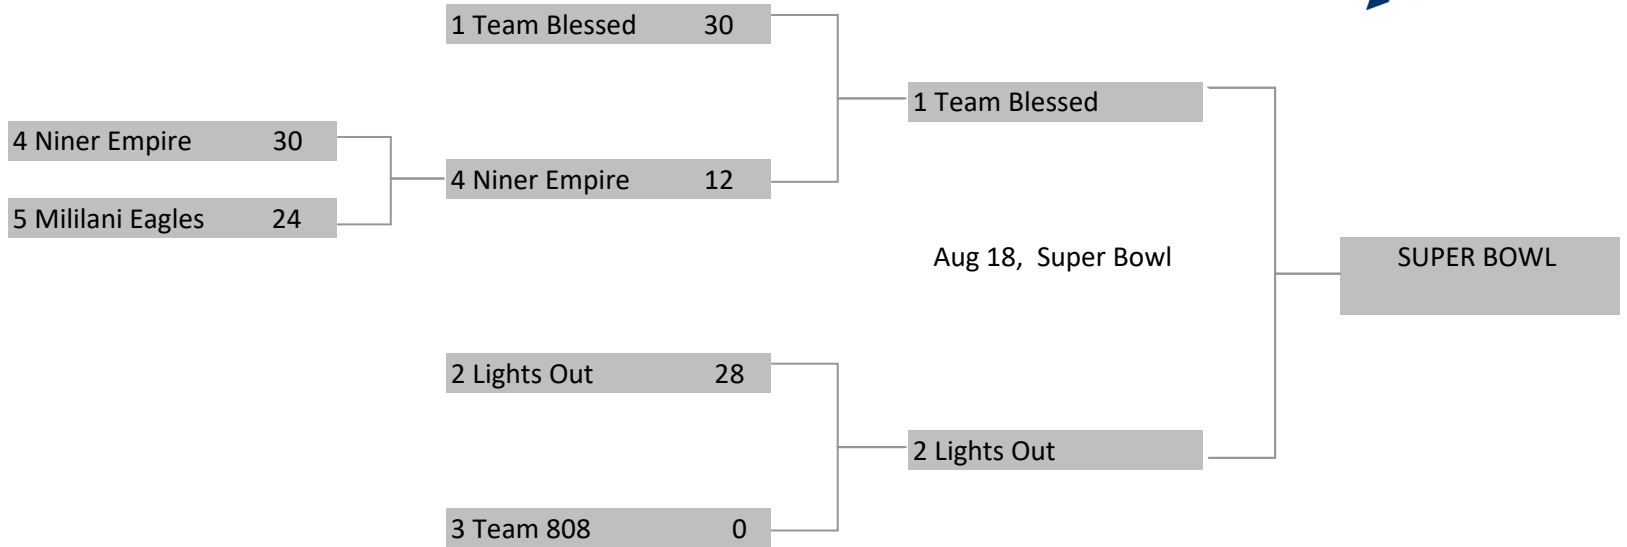 1 Team Blessed 30
1 Team Blessed
4 Niner Empire 30
4 Niner Empire 12
5 Mililani Eagles 24
Aug 18, Super Bowl
SUPER BOWL
2 Lights Out 28
2 Lights Out
3 Team 808 0